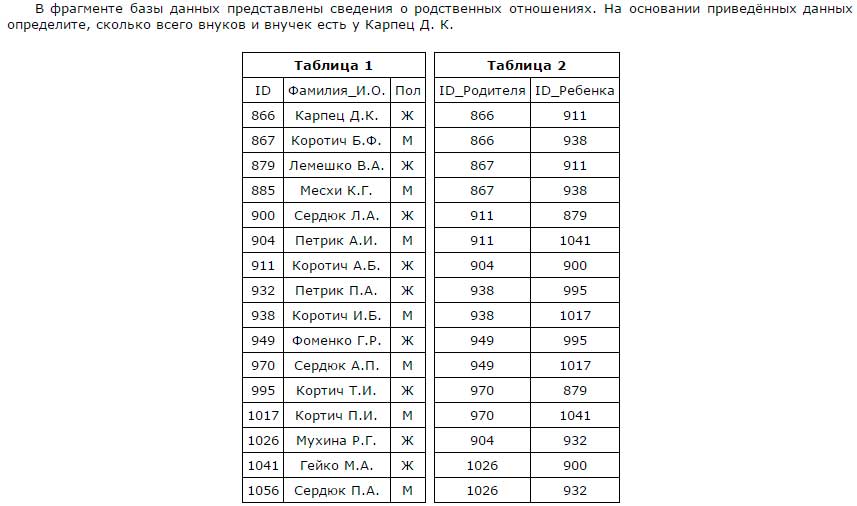 В фрагменте базы данных представлены сведения о родственных отношениях. На основании приведённых данных
определите, сколько всего внуков и внучек есть у Карпец Д. К.
Таблица 1 Таблица 2
ID Фамилия_И.О. Пол ID_Родителя ID_Ребенка
866 Карпец Д.К. Ж 866 911
867 Коротич Б.Ф. М 866 938
879 Лемешко В.А. Ж 867 911
885 Месхи К.Г. М 867 938
900 Сердюк Л.А. Ж 911 879
904 Петрик А.И. М 911 1041
911 Коротич А.Б. Ж 904 900
932 Петрик П.А. Ж 938 995
938 Коротич И.Б. М 938 1017
949 Фоменко Г.Р. Ж 949 995
970 Сердюк А.П. М 949 1017
995 Кортич Т.И. Ж 970 879
1017 Кортич П.И. М 970 1041
1026 Мухина Р.Г. Ж 904 932
1041 Гейко М.А. Ж 1026 900
1056 Сердюк П.А. М 1026 932